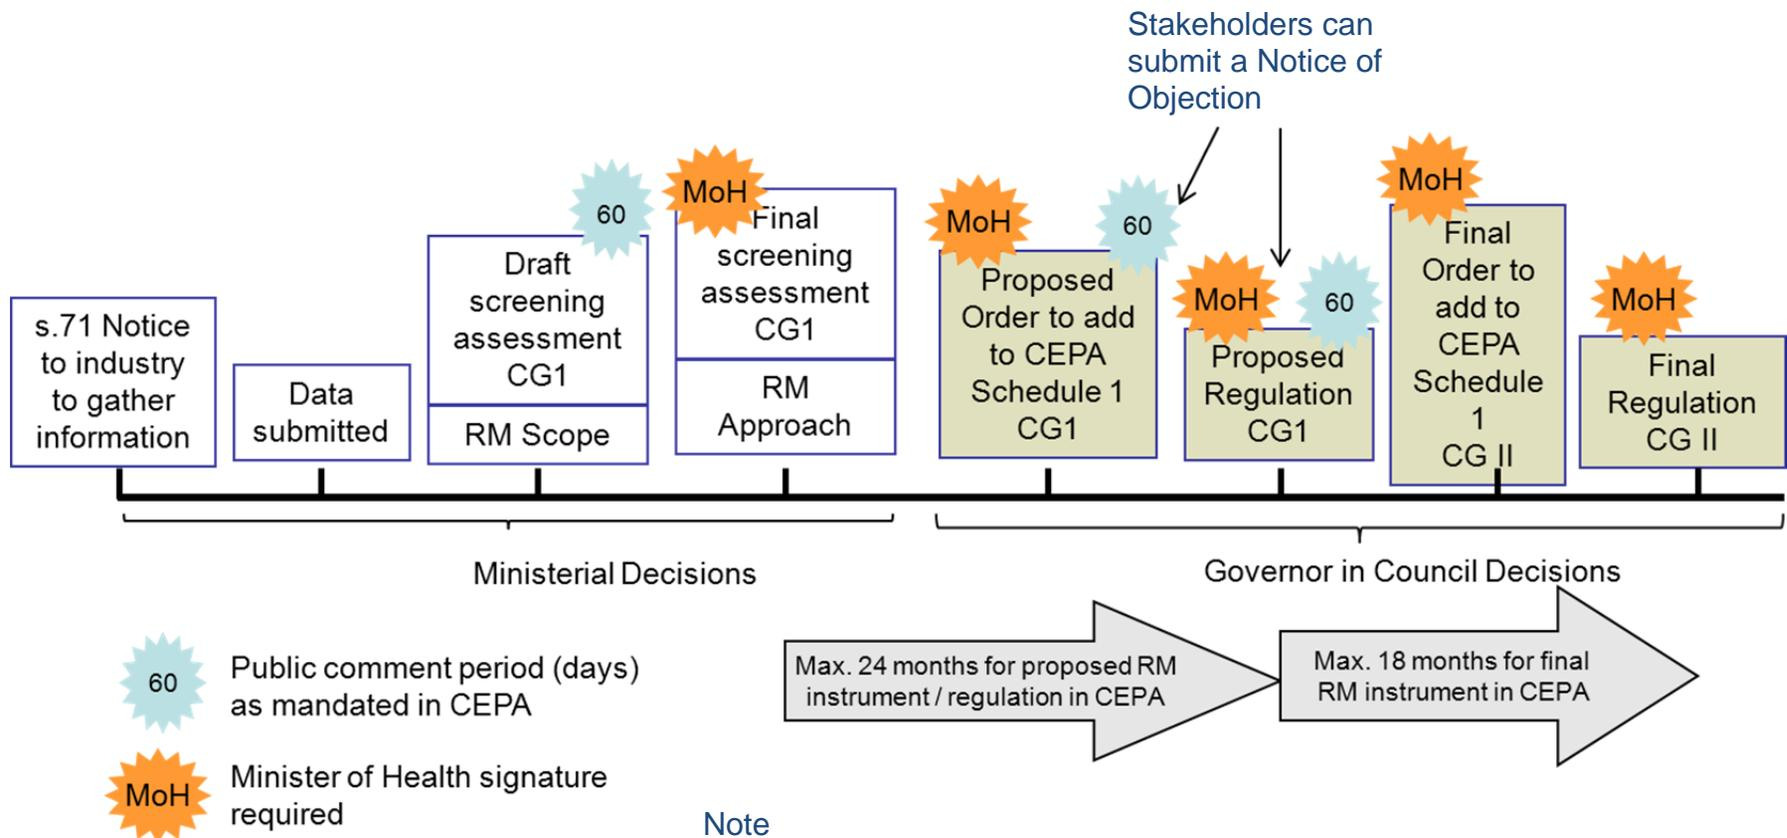 Stakeholders can
submit a Notice of
Objection
s.71 Notice
to industry
to gather
information
Data
submitted
60
Draft
screening
assessment
CG1
RM Scope
MoH
Final
screening
assessment
CG1
RM
Approach
MoH
60
Proposed
Order to add
to CEPA
Schedule 1
CG1
MoH
60
Proposed
Regulation
CG1
MoH
Final
Order to
add to
CEPA
Schedule
1
CG II
MoH
Final
Regulation
CG II
Ministerial Decisions
Governor in Council Decisions
Max. 24 months for proposed RM
instrument / regulation in CEPA
Max. 18 months for final
RM instrument in CEPA
60
Public comment period (days)
as mandated in CEPA
MoH
Minister of Health signature
required
Note